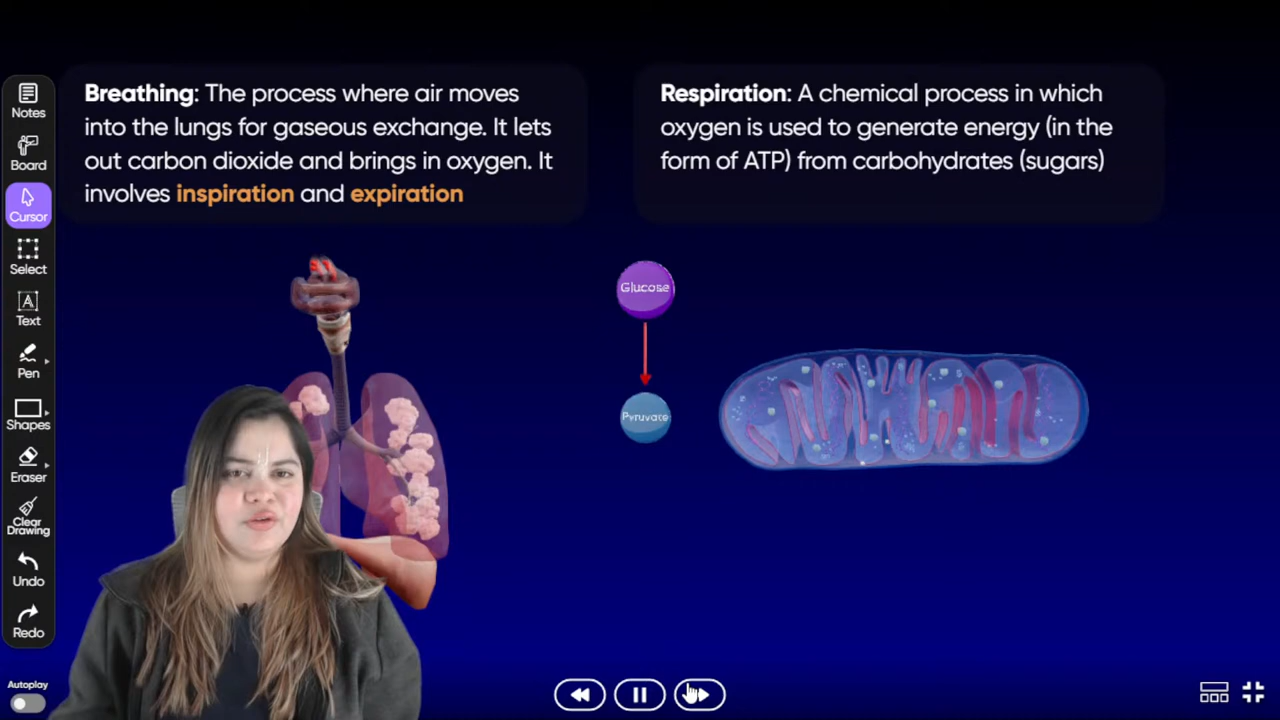 Breathing: The process where air moves
into the lungs for gaseous exchange. It lets
out carbon dioxide and brings in oxygen. It
involves inspiration and expiration
Respiration: A chemical process in which
oxygen is used to generate energy (in the
form of ATP) from carbohydrates (sugars)
Glucose
Pyruvate
Notes
Board
Cursor
Select
A
Text
Pen
Shapes
Eraser
Clear
Drawing
Undo
Redo
Autoplay